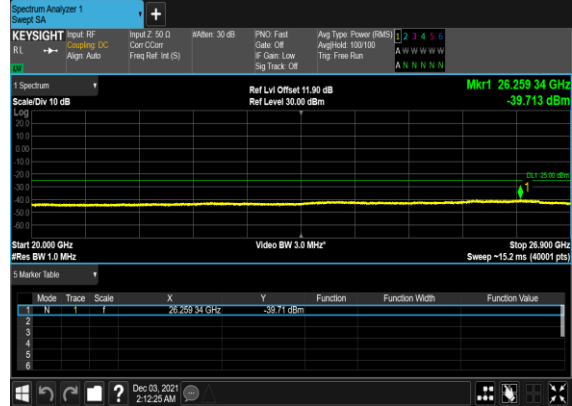 Spectrum Analyzer 1
Swept SA
+
KEYSIGHT Input: RF Input Z: 50 Ω #Atten: 30 dB PNO: Fast Avg Type: Power (RMS) 1 2 3 4 5 6
RL Coupling: DC Corr CCorr Gate: Off Avg|Hold: 100/100 A W W W W W
Align: Auto Freq Ref: Int (S) IF Gain: Low Trig: Free Run A N N N N N
Sig Track: Off
1 Spectrum Ref Lvl Offset 11.90 dB Mkr1 26.259 34 GHz
Scale/Div 10 dB Ref Level 30.00 dBm -39.713 dBm
Log
20.0
10.0
0.00
-10.0
-20.0
DL1 -25.00 dBm
-30.0
1
-40.0
-50.0
-60.0
Start 20.000 GHz Video BW 3.0 MHz* Stop 26.900 GHz
#Res BW 1.0 MHz Sweep ~15.2 ms (40001 pts)
5 Marker Table
Mode Trace Scale X Y Function Function Width Function Value
1 N 1 f 26.259 34 GHz -39.71 dBm
2
3
4
5
6
? Dec 03, 2021
2:12:25 AM